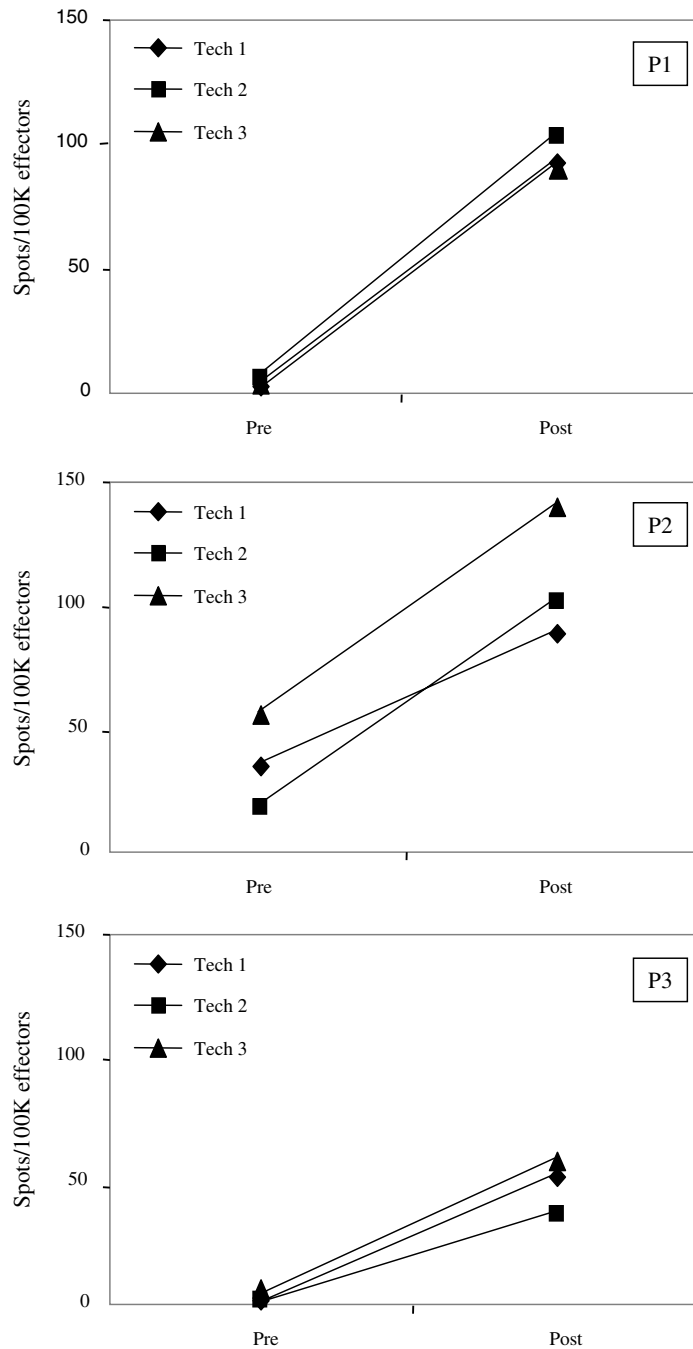 150
Tech 1
P1
Tech 2
Tech 3
100
50
0
Spots/100K effectors
Pre Post
150
Tech 1
P2
Tech 2
Tech 3
100
50
0
Spots/100K effectors
Pre Post
150
Tech 1
P3
Tech 2
Tech 3
100
50
0
Spots/100K effectors
Pre Post